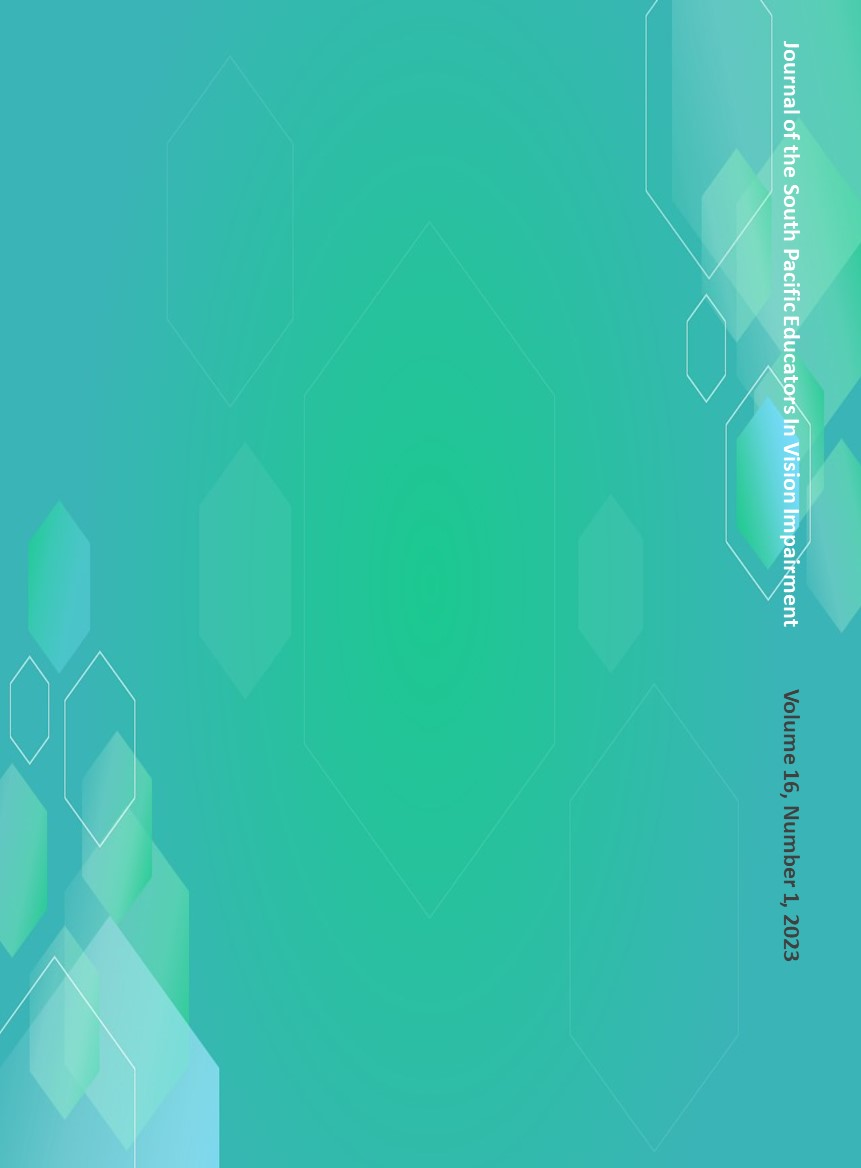 Journal of the South Pacific Educators In Vision Impairment
Volume 16, Number 1, 2023